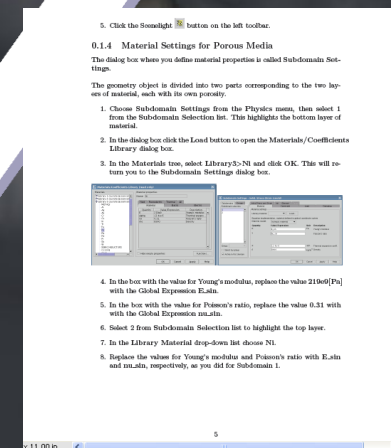 5. Click the Scenelight button on the left toolbar.
0.1.4 Material Settings for Porous Media
The dialog box where you define material properties is called Subdomain Set-
tings.
The geometry object is divided into two parts corresponding to the two lay-
ers of material, each with its own porosity.
1. Choose Subdomain Settings from the Physics menu, then select 1
from the Subdomain Selection list. This highlights the bottom layer of
material.
2. In the dialog box click the Load button to open the Materials/Coefficients
Library dialog box.
3. In the Materials tree, select Library3>Ni and click OK. This will re-
turn you to the Subdomain Settings dialog box.
4. In the box with the value for Young's modulus, replace the value 219e9[Pa]
with the Global Expression E_sin.
5. In the box with the value for Poisson's ratio, replace the value 0.31 with
with the Global Expression nu_sin.
6. Select 2 from Subdomain Selection list to highlight the top layer.
7. In the Library Material drop-down list choose Ni.
8. Replace the values for Young's modulus and Poisson's ratio with E_sin
and nu_sin, respectively, as you did for Subdomain 1.
5
x 11.00 in